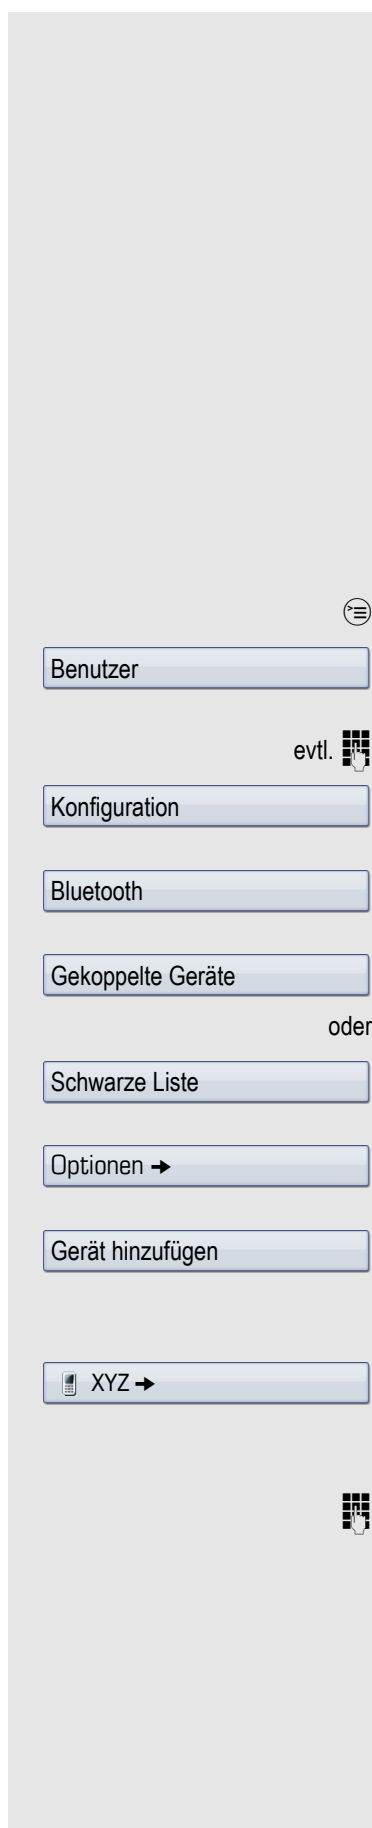 Benutzer
evtl.
Konfiguration
Bluetooth
Gekoppelte Geräte
oder
Schwarze Liste
Optionen ➔
Gerät hinzufügen
XYZ ➔